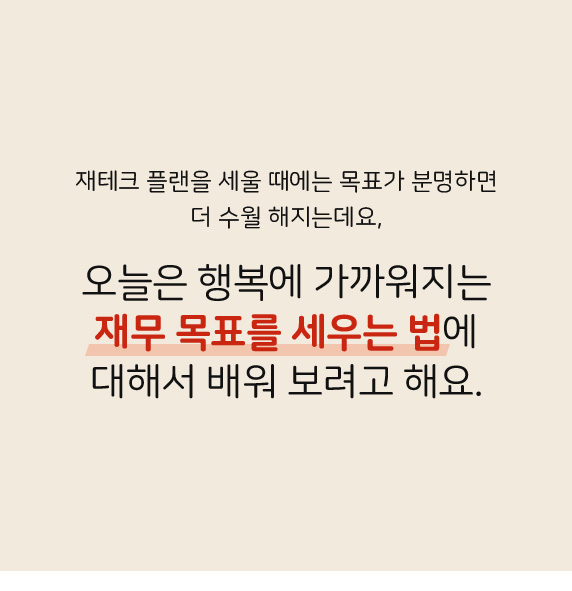 재테크 플랜을 세울 때에는 목표가 분명하면
더 수월 해지는데요,
오늘은 행복에 가까워지는
재무 목표를 세우는 법에
대해서 배워 보려고 해요.